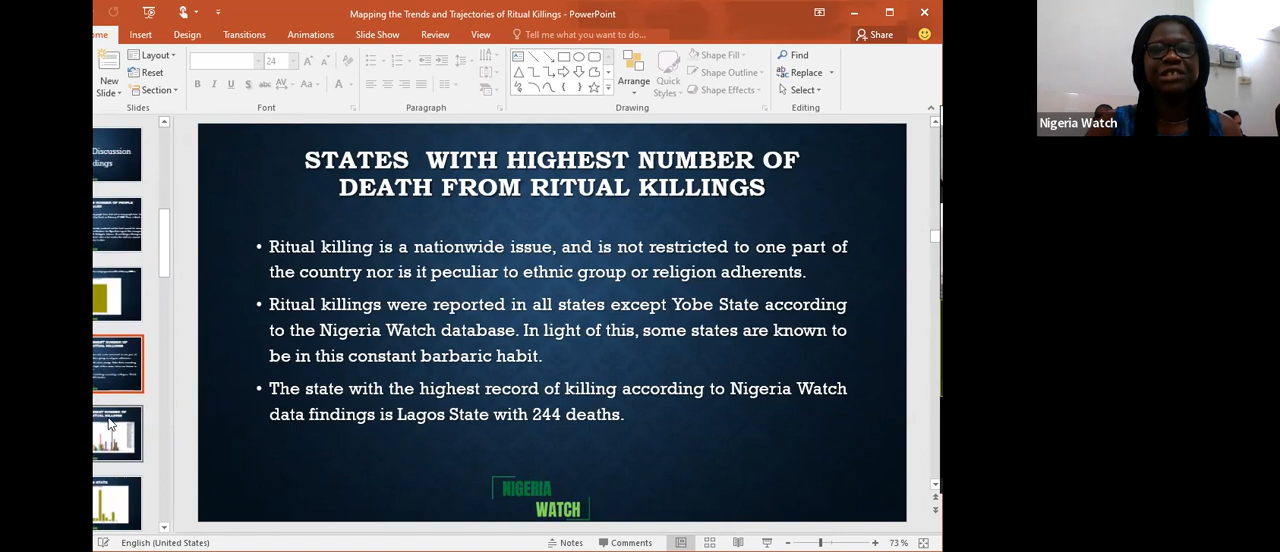 Mapping the Trends and Trajectories of Ritual Killings - PowerPoint
ome Insert Design Transitions Animations Slide Show Review View Tell me what you want to do... Share
New Slide
Layout
Reset
Section
Slides
24
B I U S abc AV Aa A
Font
Paragraph
Arrange
Quick Styles
Shape Fill
Shape Outline
Shape Effects
Drawing
Find
Replace
Select
Editing
Discussion
dings
STATES WITH HIGHEST NUMBER OF
DEATH FROM RITUAL KILLINGS
• Ritual killing is a nationwide issue, and is not restricted to one part of
the country nor is it peculiar to ethnic group or religion adherents.
• Ritual killings were reported in all states except Yobe State according
to the Nigeria Watch database. In light of this, some states are known to
be in this constant barbaric habit.
• The state with the highest record of killing according to Nigeria Watch
data findings is Lagos State with 244 deaths.
NIGERIA
WATCH
English (United States) Notes Comments 73 %
Nigeria Watch